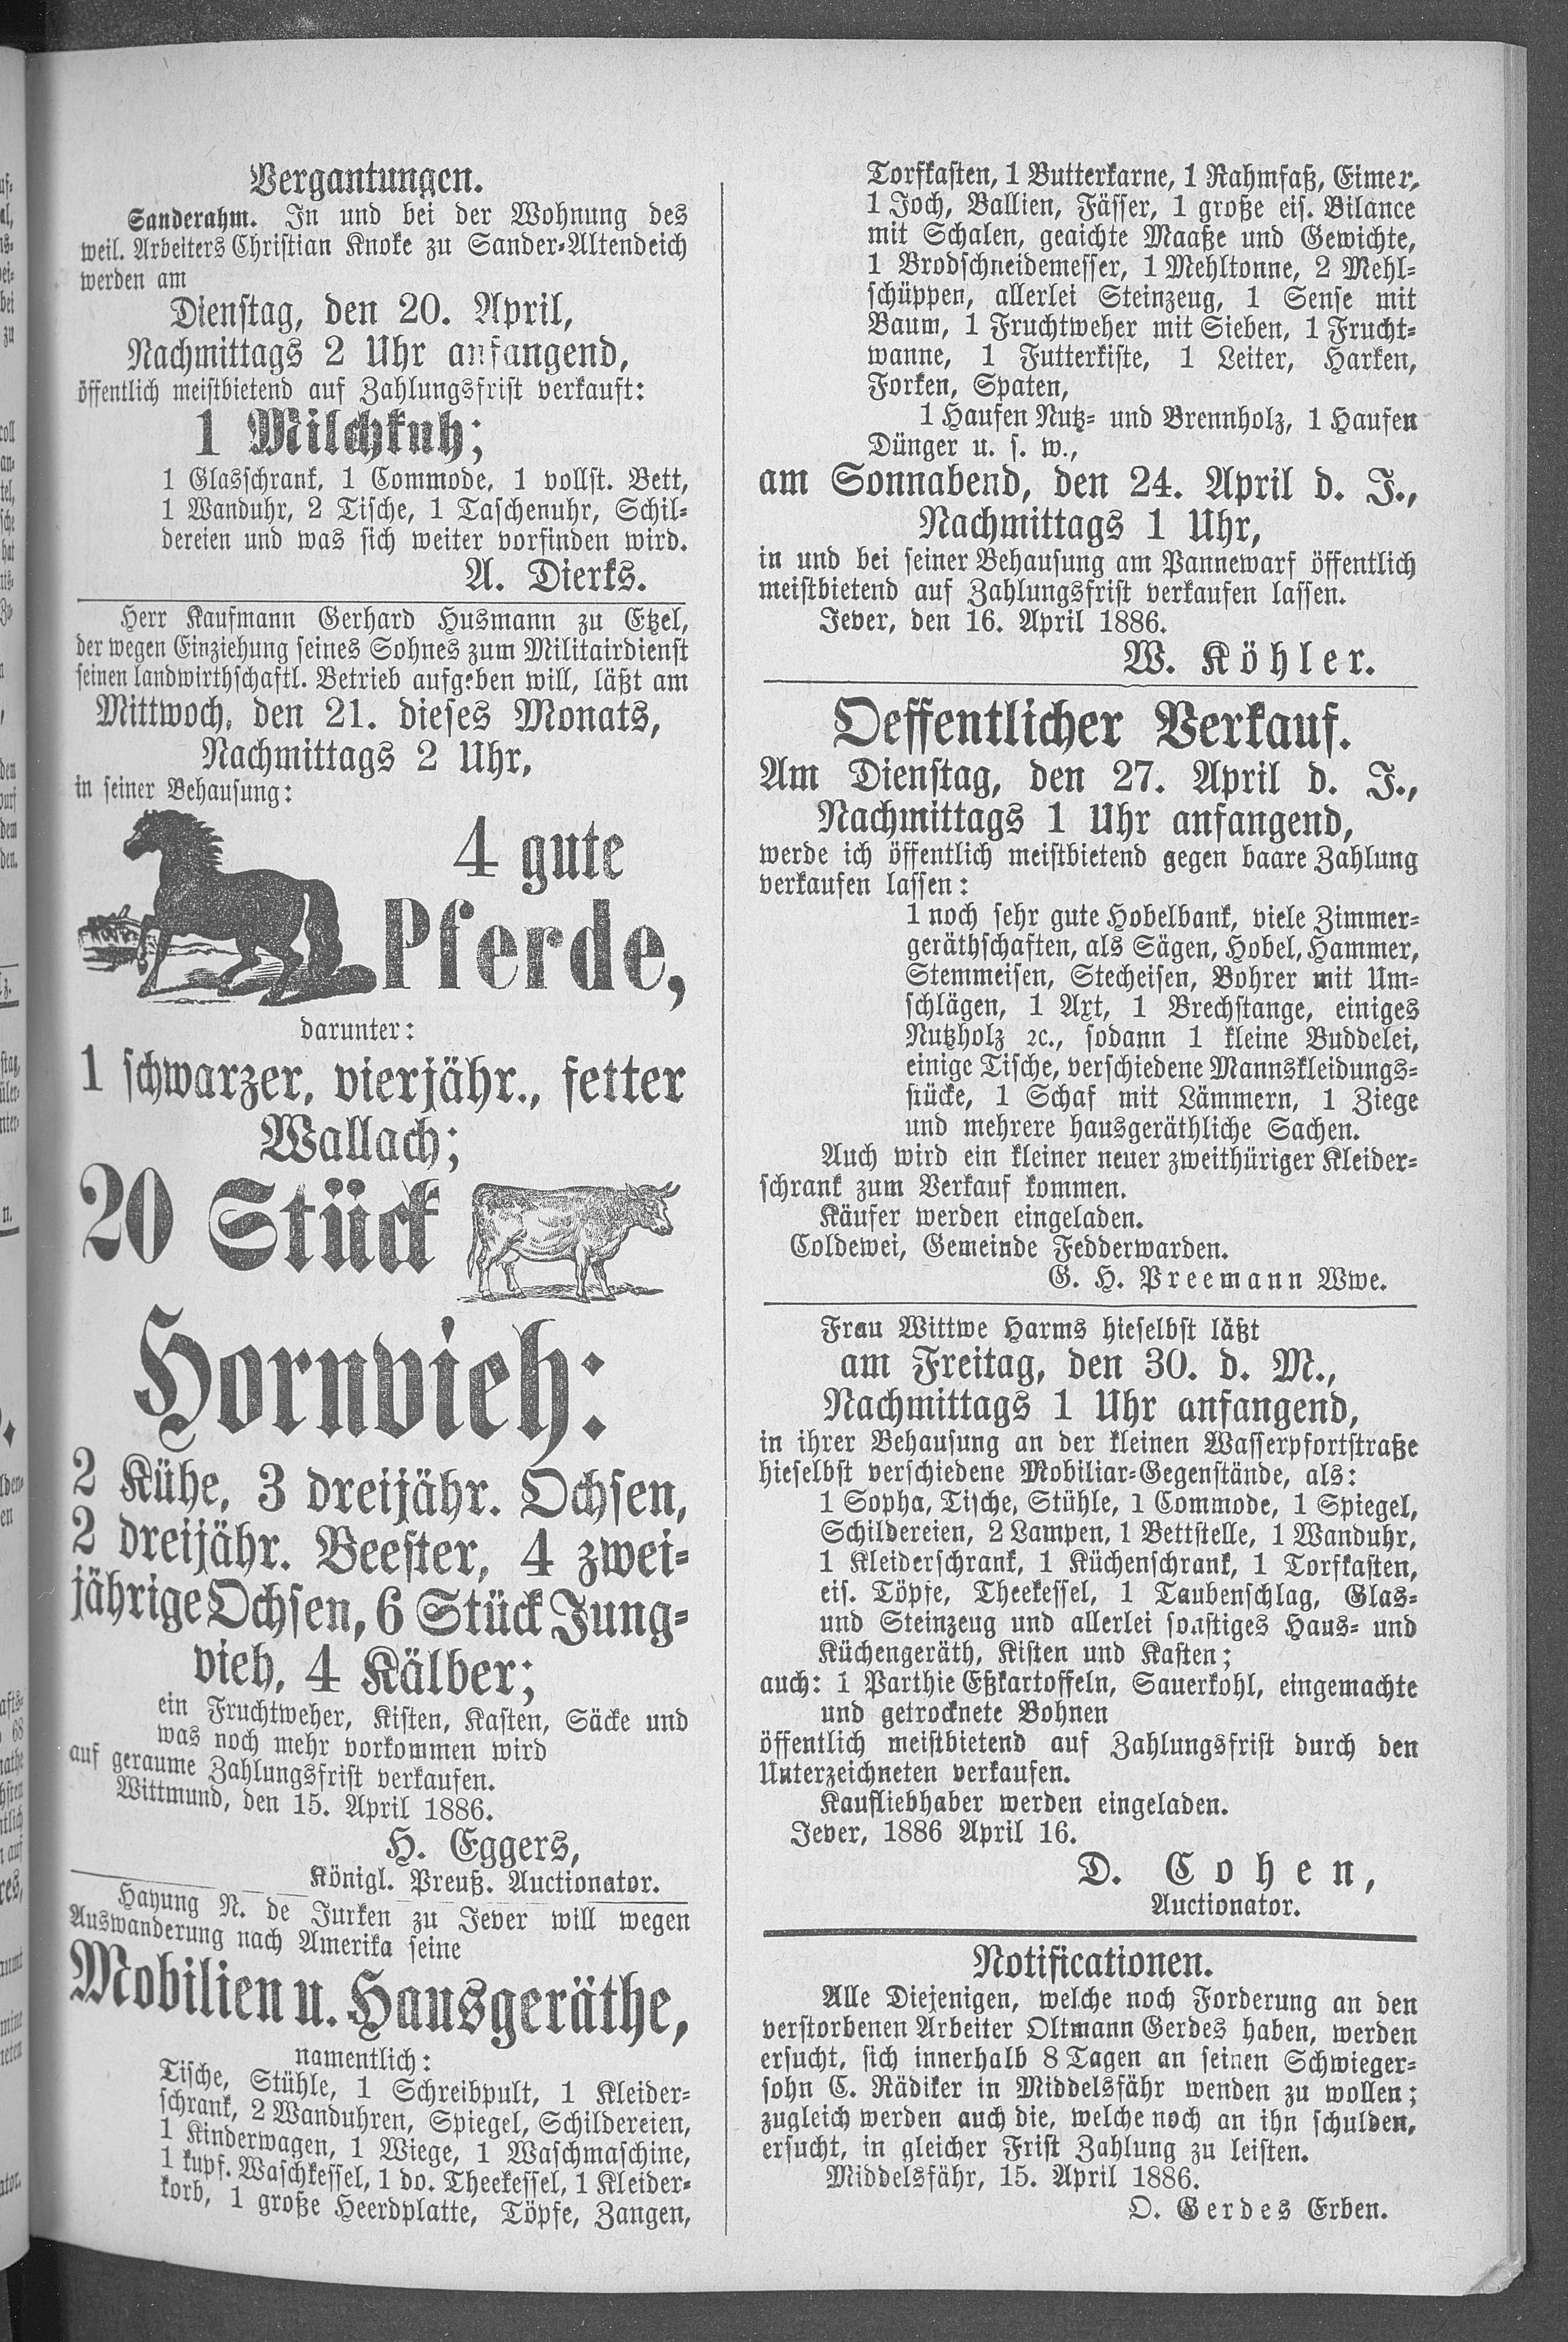 Vergantungen.
Sanderahm. In und bei der Wohnung des
weil. Arbeiters Christian Knoke zu Sander-Altendeich
werden am
Dienstag, den 20. April,
Nachmittags 2 Uhr anfangend,
öffentlich meistbietend auf Zahlungsfrist verkauft:
1 Milchkuh;
1 Glasschrank, 1 Commode, 1 vollst. Bett,
1 Wanduhr, 2 Tische, 1 Taschenuhr, Schil-
dereien und was sich weiter vorfinden wird.
A. Dierks.
Herr Kaufmann Gerhard Husmann zu Etzel,
der wegen Einziehung seines Sohnes zum Militairdienst
seinen landwirthschaftl. Betrieb aufgeben will, läßt am
Mittwoch, den 21. dieses Monats,
Nachmittags 2 Uhr,
in seiner Behausung:
4 gute
Pferde,
darunter:
1 schwarzer, vierjähr., fetter
Wallach;
20 Stück
Hornvieh:
2 Kühe, 3 dreijähr. Ochsen,
2 dreijähr. Beester, 4 zwei-
jährige Ochsen, 6 Stück Jung-
vieh, 4 Kälber;
ein Fruchtweher, Kisten, Kasten, Säcke und
was noch mehr vorkommen wird
auf geraume Zahlungsfrist verkaufen.
Wittmund, den 15. April 1886.
H. Eggers,
Königl. Preuß. Auctionator.
Hayung N. de Jurken zu Jever will wegen
Auswanderung nach Amerika seine
Mobilien u. Hausgeräthe,
namentlich:
Tische, Stühle, 1 Schreibpult, 1 Kleider-
schrank, 2 Wanduhren, Spiegel, Schildereien,
1 Kinderwagen, 1 Wiege, 1 Waschmaschine,
1 kupf. Waschkessel, 1 do. Theekessel, 1 Kleider-
korb, 1 große Heerdplatte, Töpfe, Zangen,
Torfkasten, 1 Butterkarne, 1 Rahmfaß, Eimer,
1 Joch, Ballien, Fässer, 1 große eis. Bilance
mit Schalen, geaichte Maaße und Gewichte,
1 Brodschneidemesser, 1 Mehltonne, 2 Mehl-
schüppen, allerlei Steinzeug, 1 Sense mit
Baum, 1 Fruchtweher mit Sieben, 1 Frucht-
wanne, 1 Futterkiste, 1 Leiter, Harken,
Forken, Spaten,
1 Haufen Nutz- und Brennholz, 1 Haufen
Dünger u. s. w.,
am Sonnabend, den 24. April d. J.,
Nachmittags 1 Uhr,
in und bei seiner Behausung am Pannewarf öffentlich
meistbietend auf Zahlungsfrist verkaufen lassen.
Jever, den 16. April 1886.
W. Köhler.
Oeffentlicher Verkauf.
Am Dienstag, den 27. April d. J.,
Nachmittags 1 Uhr anfangend,
werde ich öffentlich meistbietend gegen baare Zahlung
verkaufen lassen:
1 noch sehr gute Hobelbank, viele Zimmer-
geräthschaften, als Sägen, Hobel, Hammer,
Stemmeisen, Stecheisen, Bohrer mit Um-
schlägen, 1 Axt, 1 Brechstange, einiges
Nutzholz ꝛc., sodann 1 kleine Buddelei,
einige Tische, verschiedene Mannskleidungs-
stücke, 1 Schaf mit Lämmern, 1 Ziege
und mehrere hausgeräthliche Sachen.
Auch wird ein kleiner neuer zweithüriger Kleider-
schrank zum Verkauf kommen.
Käufer werden eingeladen.
Coldewei, Gemeinde Fedderwarden.
G. H. Preemann Wwe.
Frau Wittwe Harms hieselbst läßt
am Freitag, den 30. d. M.,
Nachmittags 1 Uhr anfangend,
in ihrer Behausung an der kleinen Wasserpfortstraße
hieselbst verschiedene Mobiliar-Gegenstände, als:
1 Sopha, Tische, Stühle, 1 Commode, 1 Spiegel,
Schildereien, 2 Lampen, 1 Bettstelle, 1 Wanduhr,
1 Kleiderschrank, 1 Küchenschrank, 1 Torfkasten,
eis. Töpfe, Theekessel, 1 Taubenschlag, Glas-
und Steinzeug und allerlei sonstiges Haus- und
Küchengeräth, Kisten und Kasten;
auch: 1 Parthie Eßkartoffeln, Sauerkohl, eingemachte
und getrocknete Bohnen
öffentlich meistbietend auf Zahlungsfrist durch den
Unterzeichneten verkaufen.
Kaufliebhaber werden eingeladen.
Jever, 1886 April 16.
D. Cohen,
Auctionator.
Notificationen.
Alle Diejenigen, welche noch Forderung an den
verstorbenen Arbeiter Oltmann Gerdes haben, werden
ersucht, sich innerhalb 8 Tagen an seinen Schwieger-
sohn C. Rädiker in Middelsfähr wenden zu wollen;
zugleich werden auch die, welche noch an ihn schulden,
ersucht, in gleicher Frist Zahlung zu leisten.
Middelsfähr, 15. April 1886.
O. Gerdes Erben.